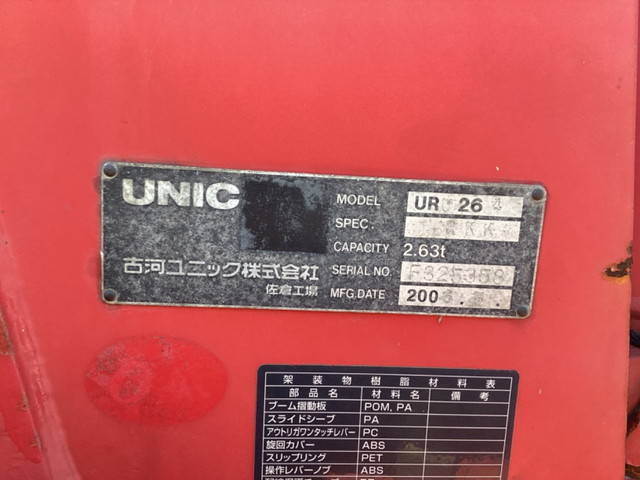 UNIC
MODEL UR 26
SPEC.
CAPACITY 2.63t
古河ユニック株式会社 SERIAL NO.
佐倉工場 MFG.DATE 200
架装物樹脂材料表
部品名 材料名 備考
ブーム摺動板 POM, PA
スライドシーブ PA
アウトリガワンタッチレバー PC
旋回カバー ABS
スリップリング PET
操作レバーノブ ABS